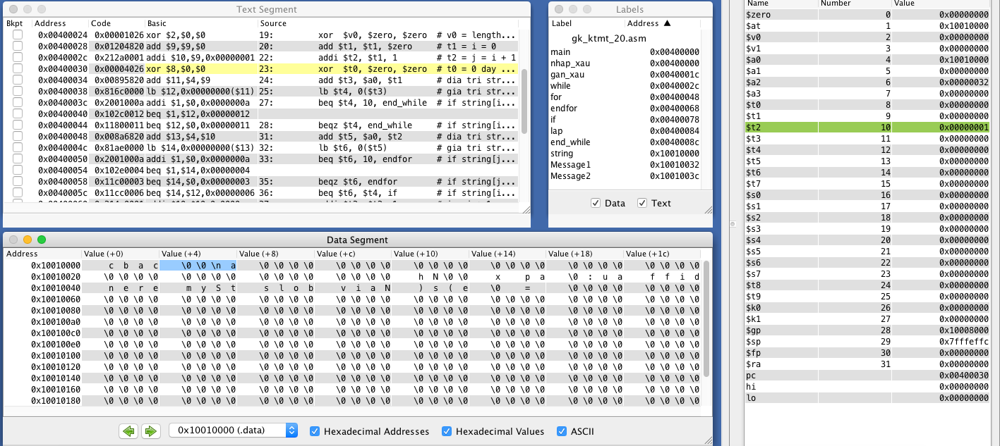 Text Segment
Bkpt Address Code Basic Source
0x00400024 0x00001026 xor $2,$0,$0 19: xor $v0, $zero, $zero # v0 = length...
0x00400028 0x01204820 add $9,$9,$0 20: add $t1, $t1, $zero # t1 = i = 0
0x0040002c 0x212a0001 addi $10,$9,0x00000001 22: addi $t2, $t1, 1 # t2 = j = i + 1
0x00400030 0x00004026 xor $8,$0,$0 23: xor $t0, $zero, $zero # t0 = 0 day ...
0x00400034 0x00895820 add $11,$4,$9 24: add $t3, $a0, $t1 # dia tri str...
0x00400038 0x816c0000 lb $12,0x00000000($11) 25: lb $t4, 0($t3) # gia tri str...
0x0040003c 0x2001000a addi $1,$0,0x0000000a 27: beq $t4, 10, end_while # if string[i...
0x00400040 0x102c0012 beq $1,$12,0x00000012
0x00400044 0x11800011 beq $12,$0,0x00000011 28: beqz $t4, end_while # if string[i...
0x00400048 0x008a6820 add $13,$4,$10 31: add $t5, $a0, $t2 # dia tri str...
0x0040004c 0x81ae0000 lb $14,0x00000000($13) 32: lb $t6, 0($t5) # gia tri str...
0x00400050 0x2001000a addi $1,$0,0x0000000a 33: beq $t6, 10, endfor # if string[j...
0x00400054 0x102e0004 beq $1,$14,0x00000004
0x00400058 0x11c00003 beq $14,$0,0x00000003 35: beqz $t6, endfor # if string[j...
0x0040005c 0x11cc0006 beq $14,$12,0x00000006 36: beq $t6, $t4, if # if string[i...
Labels
Label Address ▲
gk_ktmt_20.asm
main 0x00400000
nhap_xau 0x00400000
gan_xau 0x0040001c
while 0x0040002c
for 0x00400048
endfor 0x00400068
if 0x00400078
lap 0x00400084
end_while 0x0040008c
string 0x10010000
Message1 0x10010032
Message2 0x1001003c
Data Text
Data Segment
Address Value (+0) Value (+4) Value (+8) Value (+c) Value (+10) Value (+14) Value (+18) Value (+1c)
0x10010000 c b a c \0 \0 \n a \0 \0 \0 \0 \0 \0 \0 \0 \0 \0 \0 \0 \0 \0 \0 \0 \0 \0 \0 \0 \0 \0 \0 \0
0x10010020 \0 \0 \0 \0 \0 \0 \0 \0 \0 \0 \0 \0 \0 \0 \0 \0 h N \0 \0 x p a \0 : u a f f i d
0x10010040 n e r e m y S t s l o b v i a N ) s ( e \0 = \0 \0 \0 \0 \0 \0 \0 \0
0x10010060 \0 \0 \0 \0 \0 \0 \0 \0 \0 \0 \0 \0 \0 \0 \0 \0 \0 \0 \0 \0 \0 \0 \0 \0 \0 \0 \0 \0 \0 \0 \0 \0
0x10010080 \0 \0 \0 \0 \0 \0 \0 \0 \0 \0 \0 \0 \0 \0 \0 \0 \0 \0 \0 \0 \0 \0 \0 \0 \0 \0 \0 \0 \0 \0 \0 \0
0x100100a0 \0 \0 \0 \0 \0 \0 \0 \0 \0 \0 \0 \0 \0 \0 \0 \0 \0 \0 \0 \0 \0 \0 \0 \0 \0 \0 \0 \0 \0 \0 \0 \0
0x100100c0 \0 \0 \0 \0 \0 \0 \0 \0 \0 \0 \0 \0 \0 \0 \0 \0 \0 \0 \0 \0 \0 \0 \0 \0 \0 \0 \0 \0 \0 \0 \0 \0
0x100100e0 \0 \0 \0 \0 \0 \0 \0 \0 \0 \0 \0 \0 \0 \0 \0 \0 \0 \0 \0 \0 \0 \0 \0 \0 \0 \0 \0 \0 \0 \0 \0 \0
0x10010100 \0 \0 \0 \0 \0 \0 \0 \0 \0 \0 \0 \0 \0 \0 \0 \0 \0 \0 \0 \0 \0 \0 \0 \0 \0 \0 \0 \0 \0 \0 \0 \0
0x10010120 \0 \0 \0 \0 \0 \0 \0 \0 \0 \0 \0 \0 \0 \0 \0 \0 \0 \0 \0 \0 \0 \0 \0 \0 \0 \0 \0 \0 \0 \0 \0 \0
0x10010140 \0 \0 \0 \0 \0 \0 \0 \0 \0 \0 \0 \0 \0 \0 \0 \0 \0 \0 \0 \0 \0 \0 \0 \0 \0 \0 \0 \0 \0 \0 \0 \0
0x10010160 \0 \0 \0 \0 \0 \0 \0 \0 \0 \0 \0 \0 \0 \0 \0 \0 \0 \0 \0 \0 \0 \0 \0 \0 \0 \0 \0 \0 \0 \0 \0 \0
0x10010180 \0 \0 \0 \0 \0 \0 \0 \0 \0 \0 \0 \0 \0 \0 \0 \0 \0 \0 \0 \0 \0 \0 \0 \0 \0 \0 \0 \0 \0 \0 \0 \0
0x10010000 (.data) Hexadecimal Addresses Hexadecimal Values ASCII
Name Number Value
$zero 0 0x00000000
$at 1 0x10010000
$v0 2 0x00000000
$v1 3 0x00000000
$a0 4 0x10010000
$a1 5 0x00000000
$a2 6 0x00000032
$a3 7 0x00000000
$t0 8 0x00000000
$t1 9 0x00000000
$t2 10 0x00000001
$t3 11 0x00000000
$t4 12 0x00000000
$t5 13 0x00000000
$t6 14 0x00000000
$t7 15 0x00000000
$s0 16 0x00000000
$s1 17 0x00000000
$s2 18 0x00000000
$s3 19 0x00000000
$s4 20 0x00000000
$s5 21 0x00000000
$s6 22 0x00000000
$s7 23 0x00000000
$t8 24 0x00000000
$t9 25 0x00000000
$k0 26 0x00000000
$k1 27 0x00000000
$gp 28 0x10008000
$sp 29 0x7fffeffc
$fp 30 0x00000000
$ra 31 0x00000000
pc 0x00400030
hi 0x00000000
lo 0x00000000